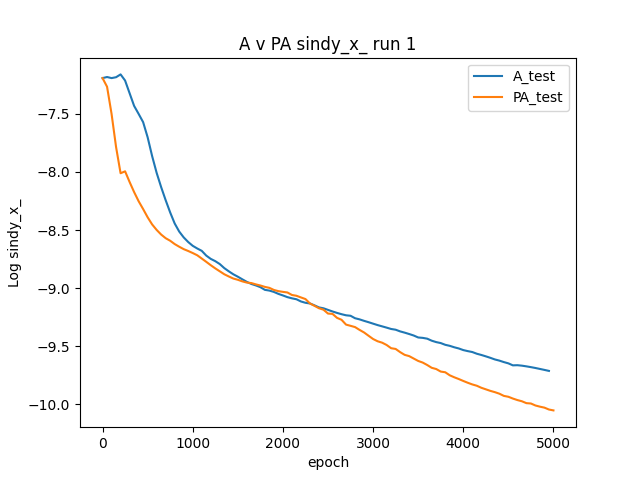 A v PA sindy_x_ run 1
A_test
PA_test
−7.5
−8.0
−8.5
−9.0
−9.5
−10.0
Log sindy_x_
0 1000 2000 3000 4000 5000
epoch